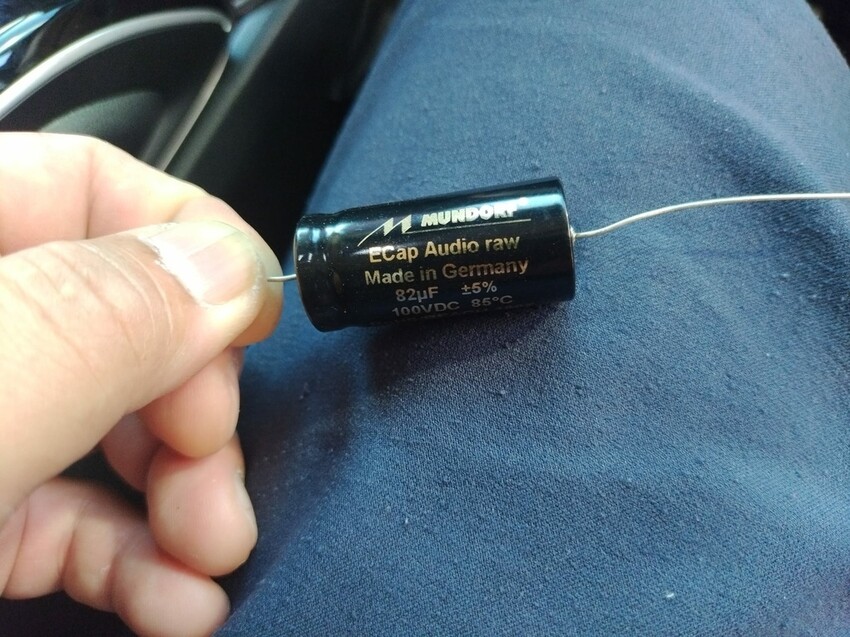 MUNDORF®
ECap Audio raw
Made in Germany
82µF ±5%
100VDC 85°C